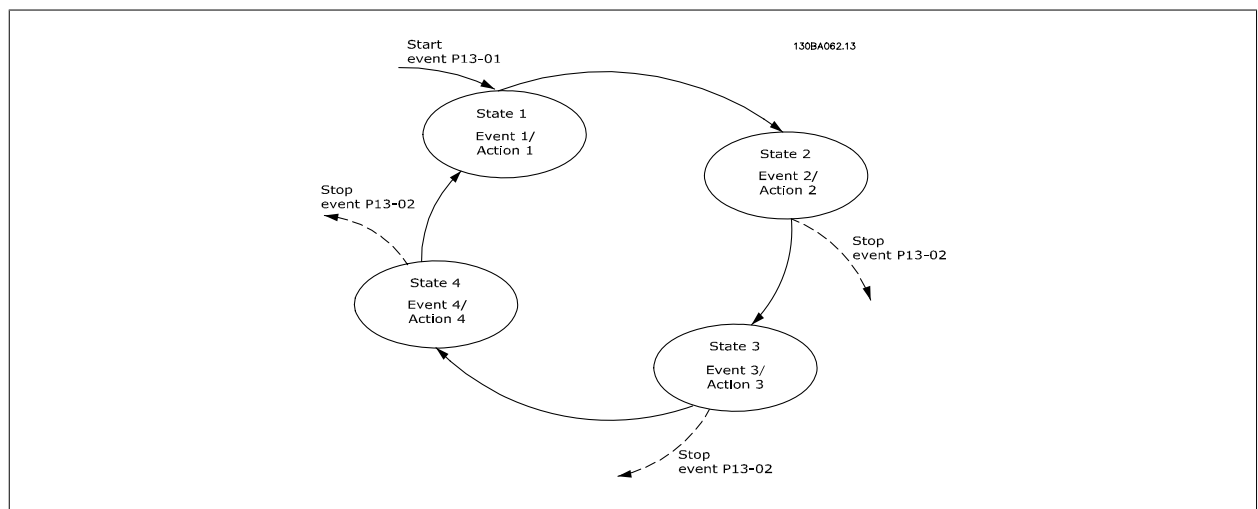 Start
event P13-01
130BA062.13
State 1
Event 1/
Action 1
State 2
Event 2/
Action 2
Stop
event P13-02
Stop
event P13-02
State 4
Event 4/
Action 4
State 3
Event 3/
Action 3
Stop
event P13-02